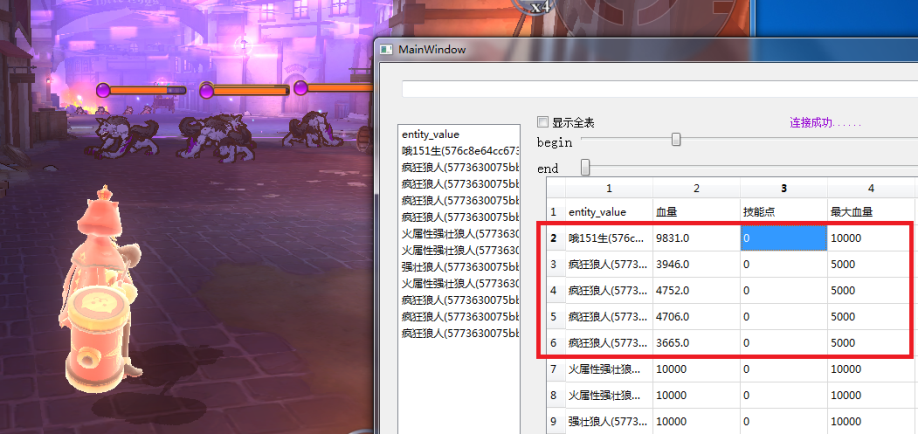 x4
MainWindow
显示全表
连接成功......
begin
end
entity_value
哦151生(576c8e64cc673
疯狂狼人(5773630075bb
疯狂狼人(5773630075bb
疯狂狼人(5773630075bb
疯狂狼人(5773630075bb
火属性强壮狼人(5773630
火属性强壮狼人(5773630
强壮狼人(5773630075bb
火属性强壮狼人(5773630
疯狂狼人(5773630075bb
疯狂狼人(5773630075bb
疯狂狼人(5773630075bb
1 2 3 4
1 entity_value 血量 技能点 最大血量
2 哦151生(576c... 9831.0 0 10000
3 疯狂狼人(5773... 3946.0 0 5000
4 疯狂狼人(5773... 4752.0 0 5000
5 疯狂狼人(5773... 4706.0 0 5000
6 疯狂狼人(5773... 3665.0 0 5000
7 火属性强壮狼... 10000 0 10000
8 火属性强壮狼... 10000 0 10000
9 强壮狼人(5773... 10000 0 10000